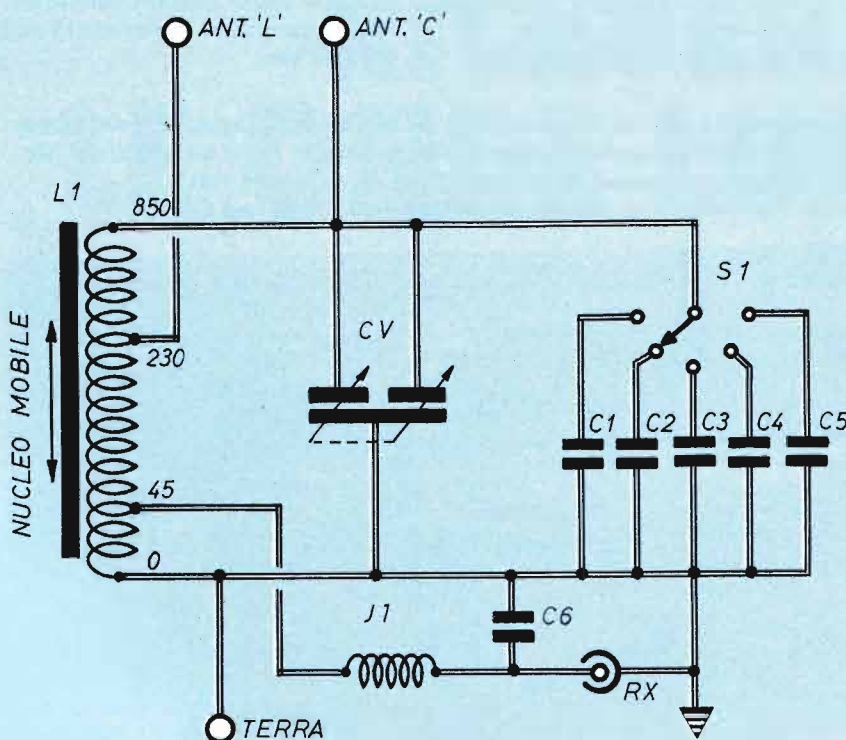 ANT. 'L'
ANT. 'C'
L1
850
S1
CV
230
NUCLEO MOBILE
C1
C2
C3
C4
C5
45
0
J1
C6
RX
TERRA